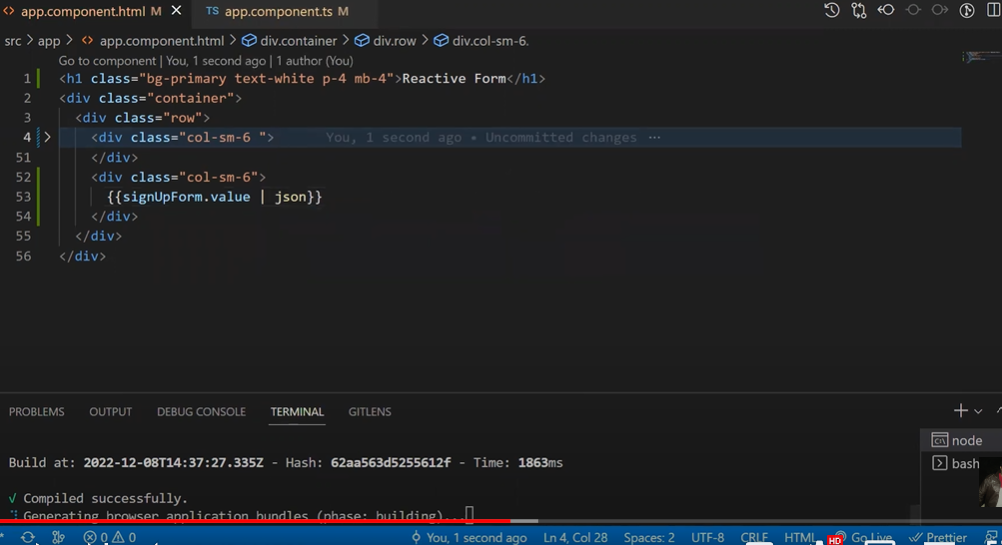 <> app.component.html M × TS app.component.ts M
src > app > <> app.component.html > div.container > div.row > div.col-sm-6.
Go to component | You, 1 second ago | 1 author (You)
1 <h1 class="bg-primary text-white p-4 mb-4">Reactive Form</h1>
2 <div class="container">
3 <div class="row">
4 > <div class="col-sm-6 "> You, 1 second ago • Uncommitted changes ...
51 </div>
52 <div class="col-sm-6">
53 {{signUpForm.value | json}}
54 </div>
55 </div>
56 </div>
PROBLEMS OUTPUT DEBUG CONSOLE TERMINAL GITLENS
node
Build at: 2022-12-08T14:37:27.335Z - Hash: 62aa563d5255612f - Time: 1863ms
bash
√ Compiled successfully.
Generating browser application bundles (phase: building)...
0 0 You, 1 second ago Ln 4, Col 28 Spaces: 2 UTF-8 CRLF HTML HD Go Live Prettier